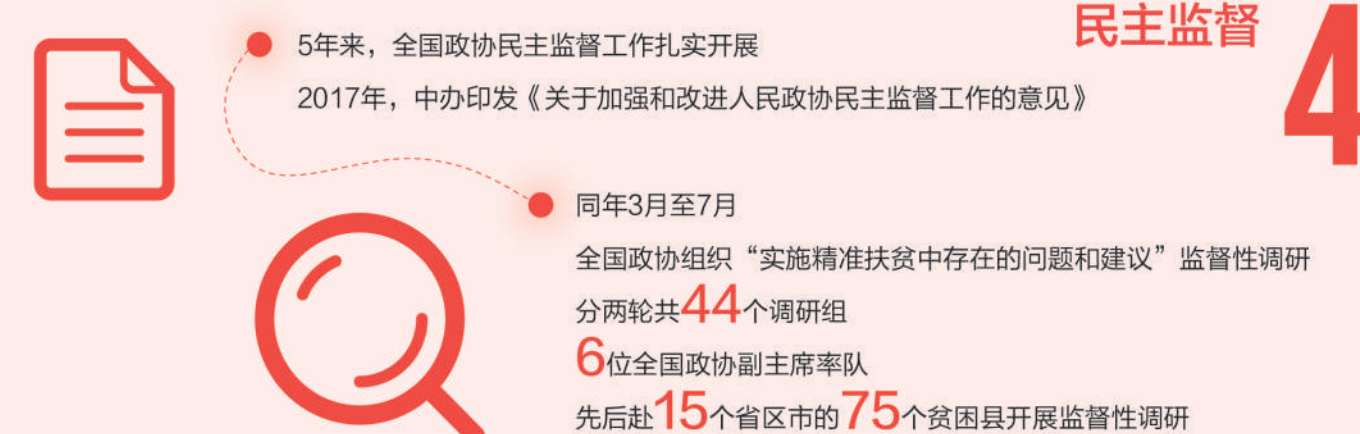 民主监督
4
5年来，全国政协民主监督工作扎实开展
2017年，中办印发《关于加强和改进人民政协民主监督工作的意见》
同年3月至7月
全国政协组织“实施精准扶贫中存在的问题和建议”监督性调研
分两轮共44个调研组
6位全国政协副主席率队
先后赴15个省区市的75个贫困县开展监督性调研